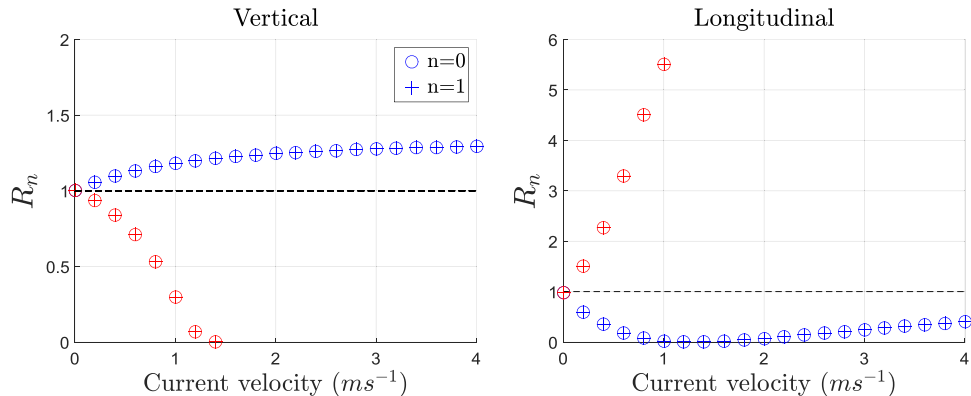 Vertical
2
1.5
1
0.5
0
0 1 2 3 4
R_n
Current velocity (ms^{-1})
n=0
n=1
Longitudinal
6
5
4
3
2
1
0
0 1 2 3 4
R_n
Current velocity (ms^{-1})